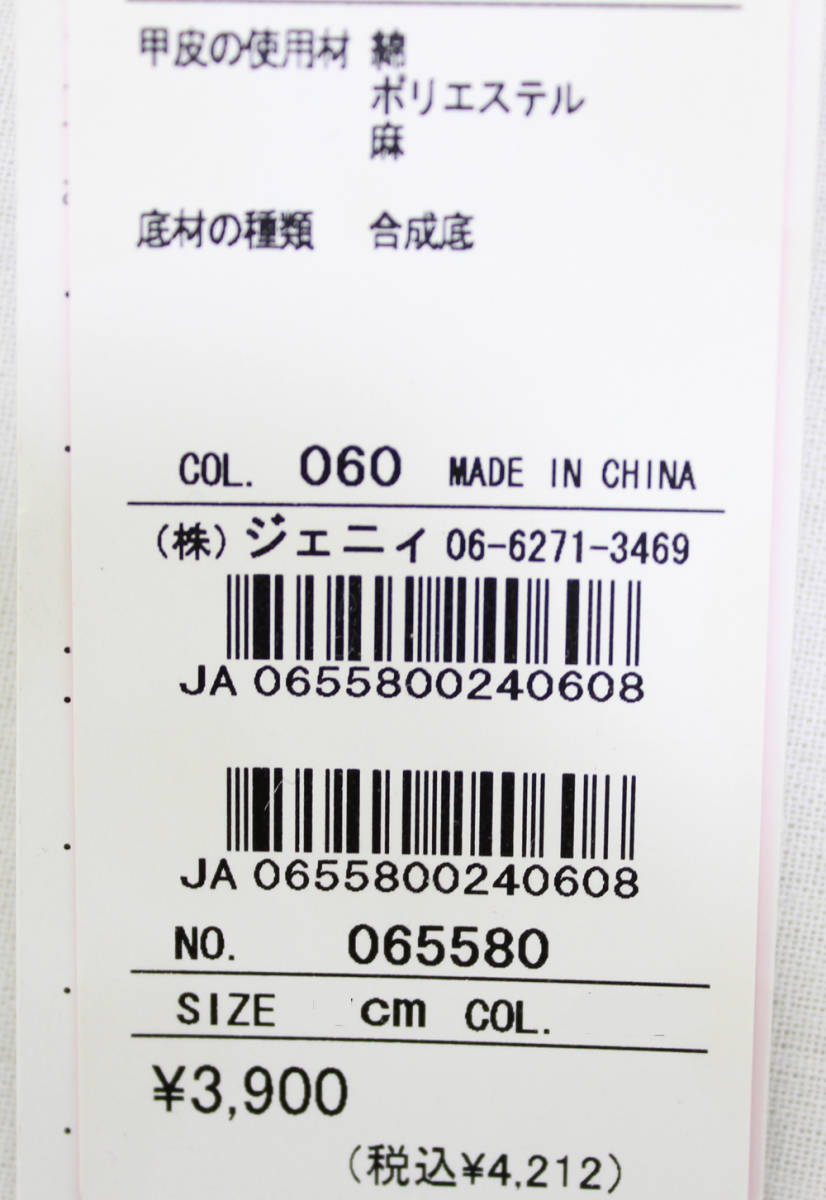 甲皮の使用材 綿
ポリエステル
麻
底材の種類 合成底
COL. 060 MADE IN CHINA
(株)ジェニィ 06-6271-3469
JA 0655800240608
JA 0655800240608
NO. 065580
SIZE cm COL.
¥3,900
(税込¥4,212)